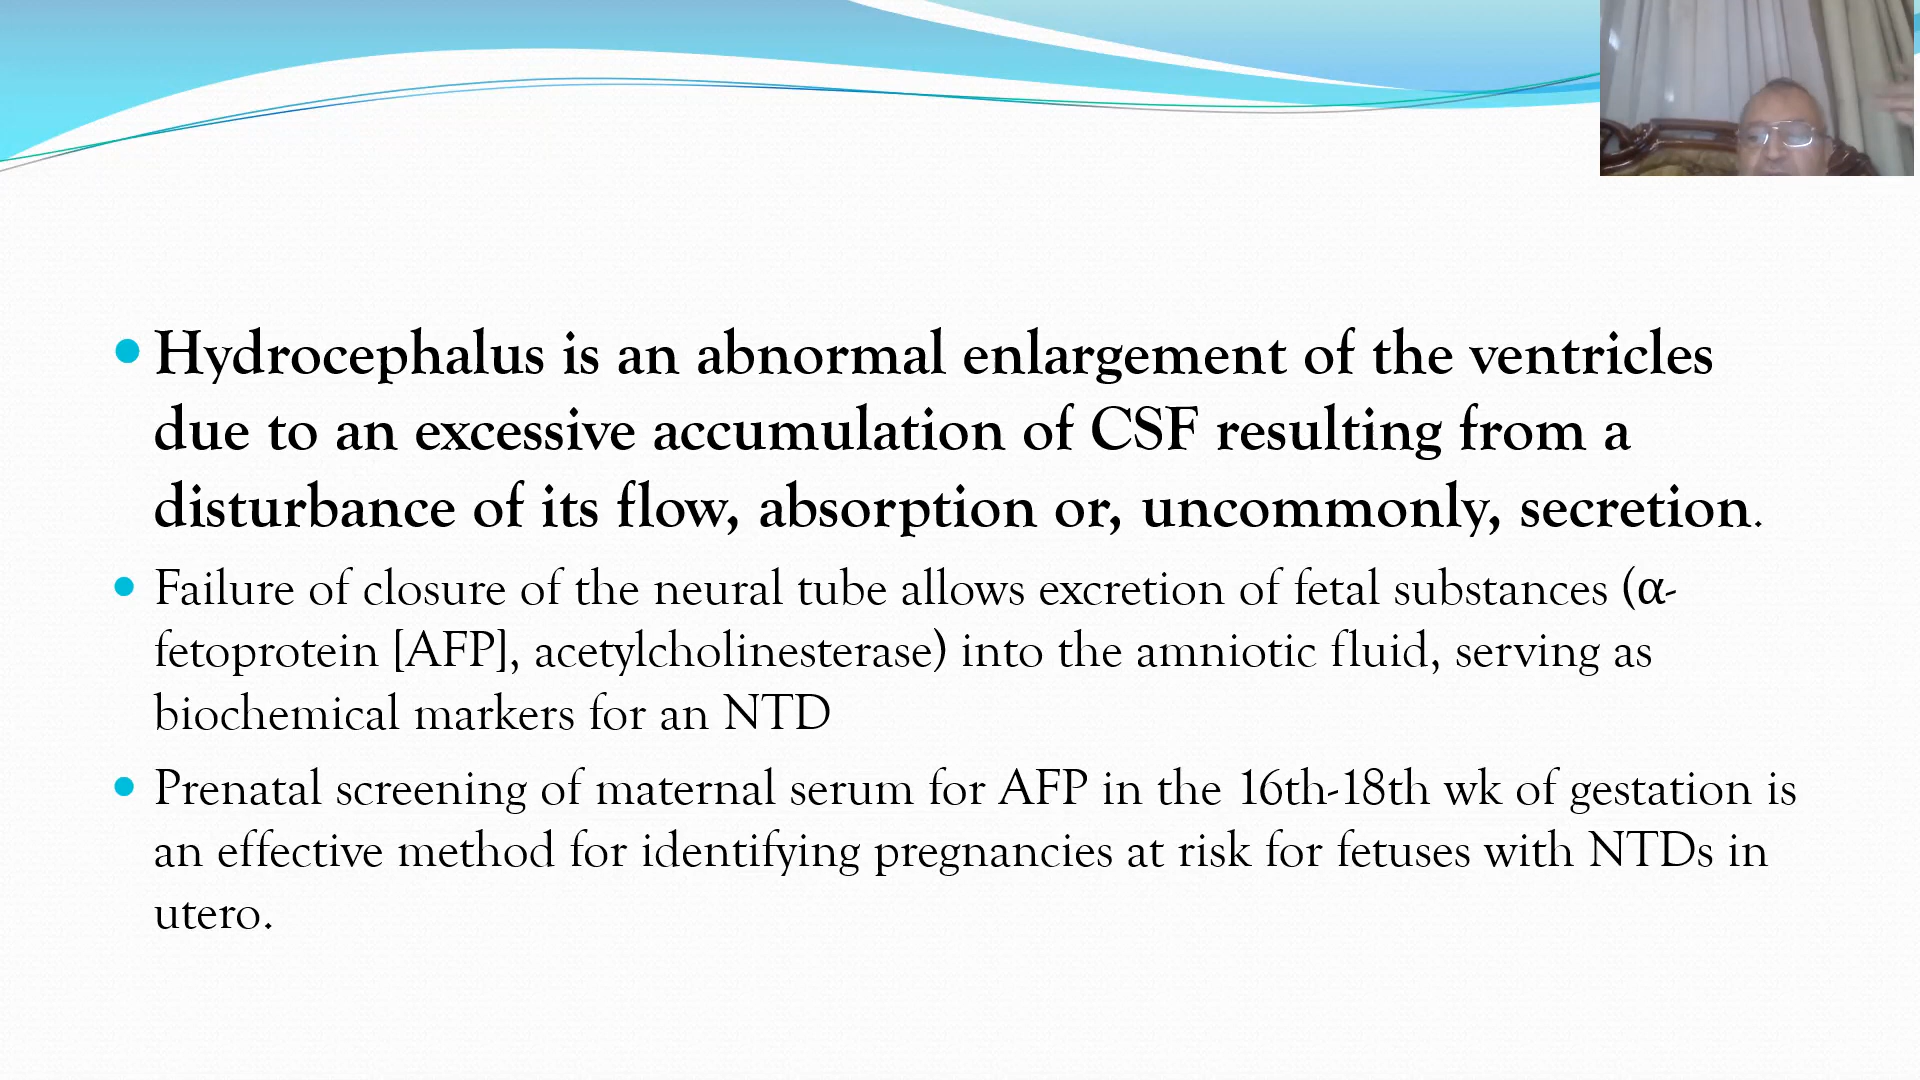 Hydrocephalus is an abnormal enlargement of the ventricles
due to an excessive accumulation of CSF resulting from a
disturbance of its flow, absorption or, uncommonly, secretion.
Failure of closure of the neural tube allows excretion of fetal substances (α-
fetoprotein [AFP], acetylcholinesterase) into the amniotic fluid, serving as
biochemical markers for an NTD
Prenatal screening of maternal serum for AFP in the 16th-18th wk of gestation is
an effective method for identifying pregnancies at risk for fetuses with NTDs in
utero.